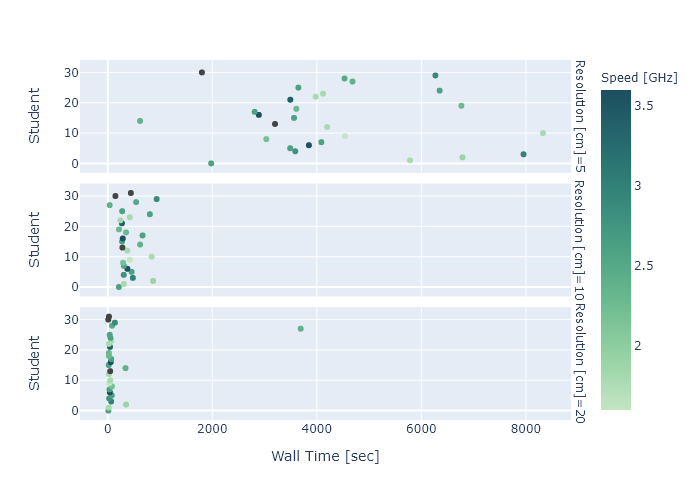 Speed [GHz]
3.5
3
2.5
2
Student
30
20
10
0
Resolution [cm]=5
Student
30
20
10
0
Resolution [cm]=10
Student
30
20
10
0
Resolution [cm]=20
0 2000 4000 6000 8000
Wall Time [sec]